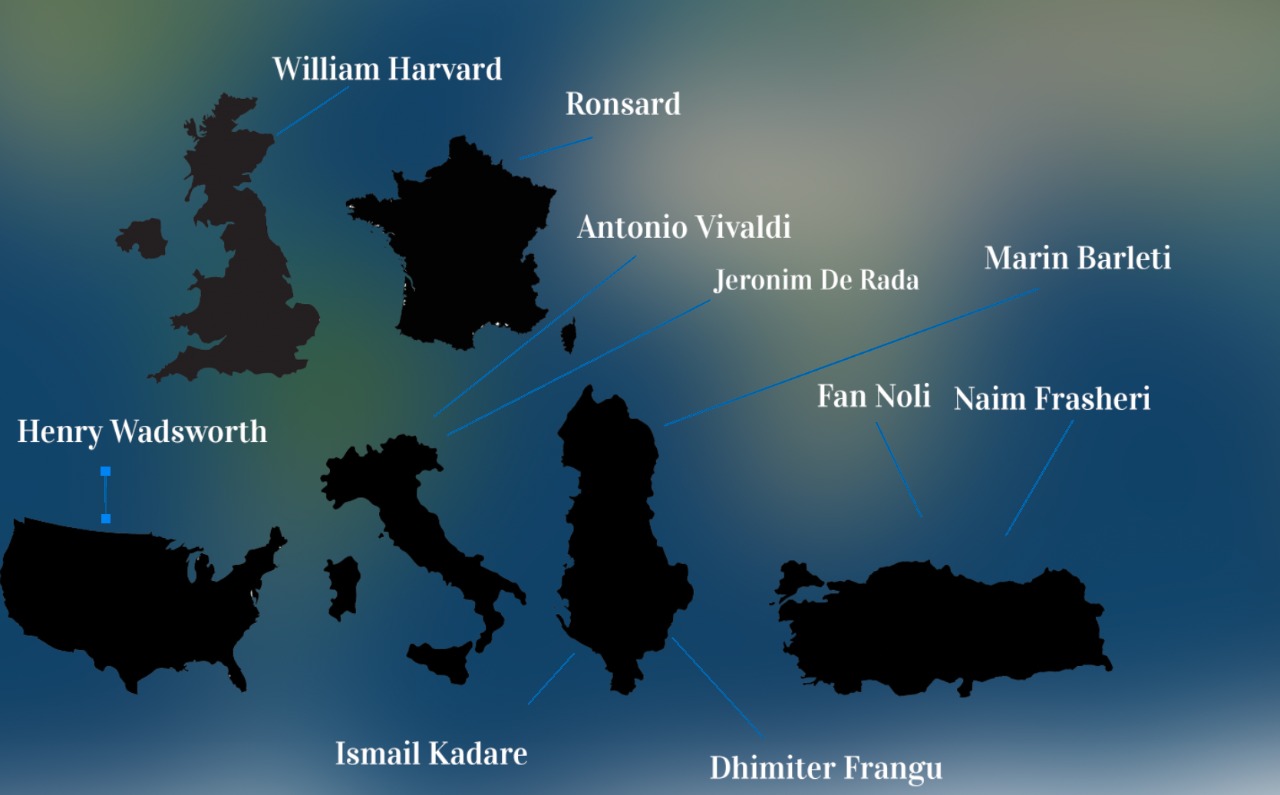 William Harvard
Ronsard
Antonio Vivaldi
Jeronim De Rada
Marin Barleti
Fan Noli
Naim Frasheri
Henry Wadsworth
Ismail Kadare
Dhimiter Frangu